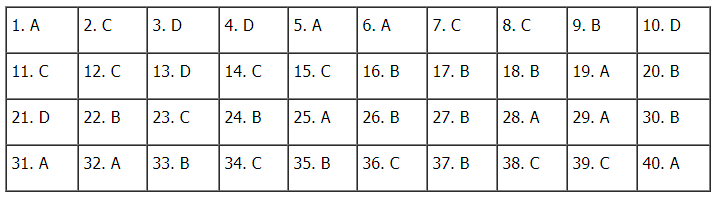 1. A 2. C 3. D 4. D 5. A 6. A 7. C 8. C 9. B 10. D
11. C 12. C 13. D 14. C 15. C 16. B 17. B 18. B 19. A 20. B
21. D 22. B 23. C 24. B 25. A 26. B 27. B 28. A 29. A 30. B
31. A 32. A 33. B 34. C 35. B 36. C 37. B 38. C 39. C 40. A